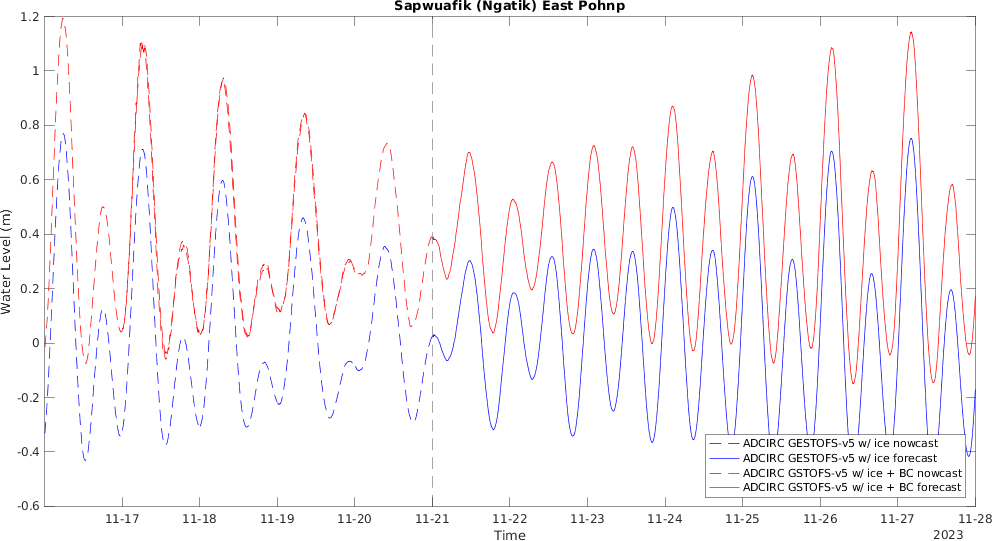 Sapwuafik (Ngatik) East Pohnp
Water Level (m)
1.2
1
0.8
0.6
0.4
0.2
0
-0.2
-0.4
-0.6
ADCIRC GESTOFS-v5 w/ ice nowcast
ADCIRC GESTOFS-v5 w/ ice forecast
ADCIRC GSTOFS-v5 w/ ice + BC nowcast
ADCIRC GSTOFS-v5 w/ ice + BC forecast
11-17 11-18 11-19 11-20 11-21 11-22 11-23 11-24 11-25 11-26 11-27 11-28
Time
2023